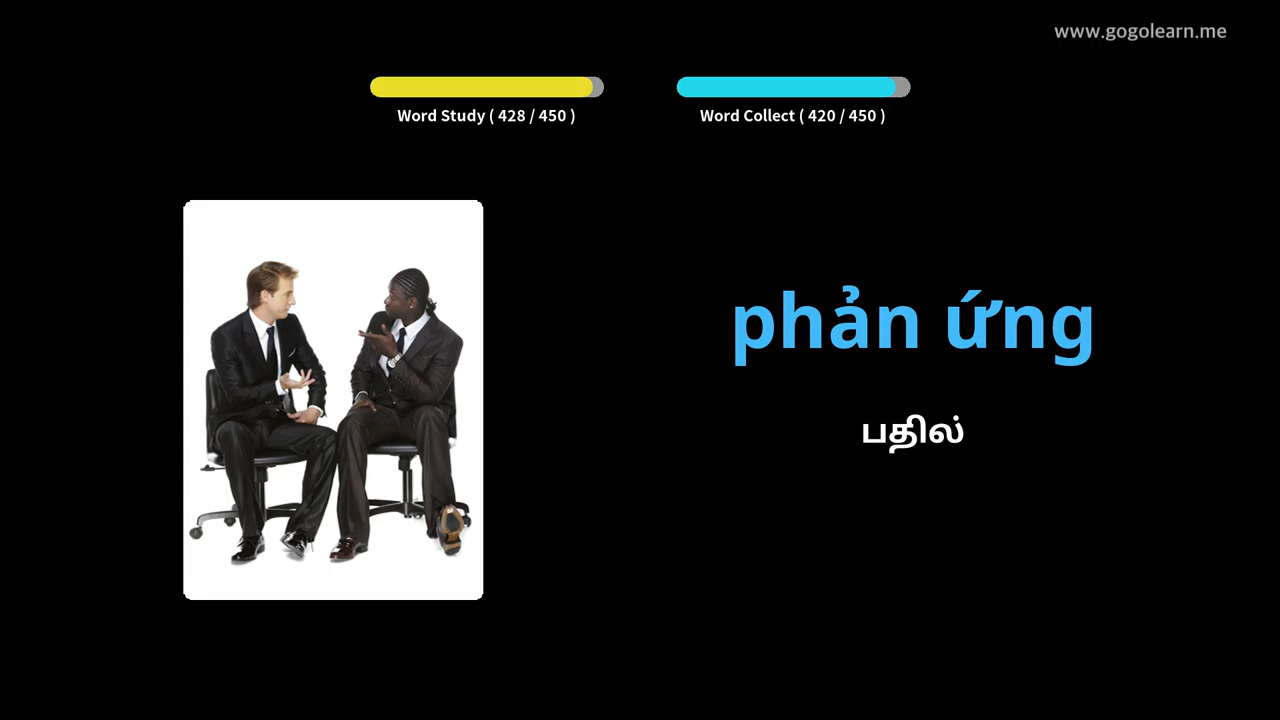 www.gogolearn.me
Word Study ( 428 / 450 )
Word Collect ( 420 / 450 )
phản ứng
பதில்